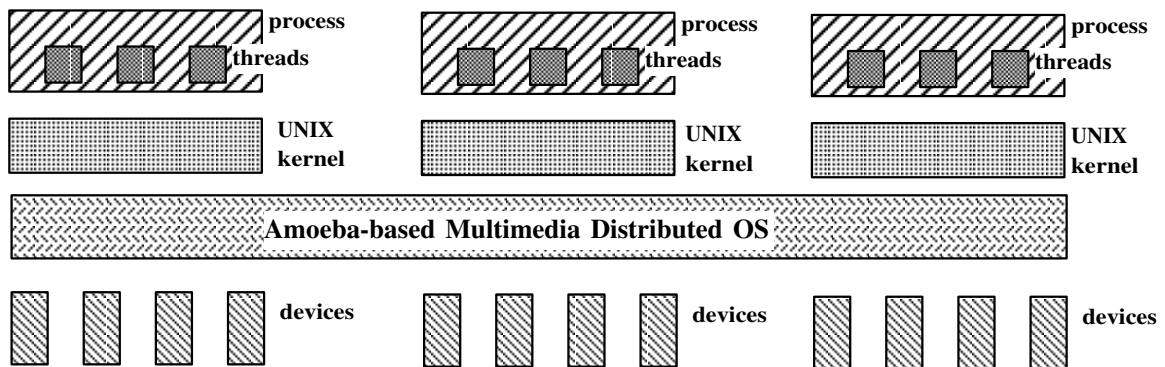 process
threads
process
threads
process
threads
UNIX
kernel
UNIX
kernel
UNIX
kernel
Amoeba-based Multimedia Distributed OS
devices
devices
devices